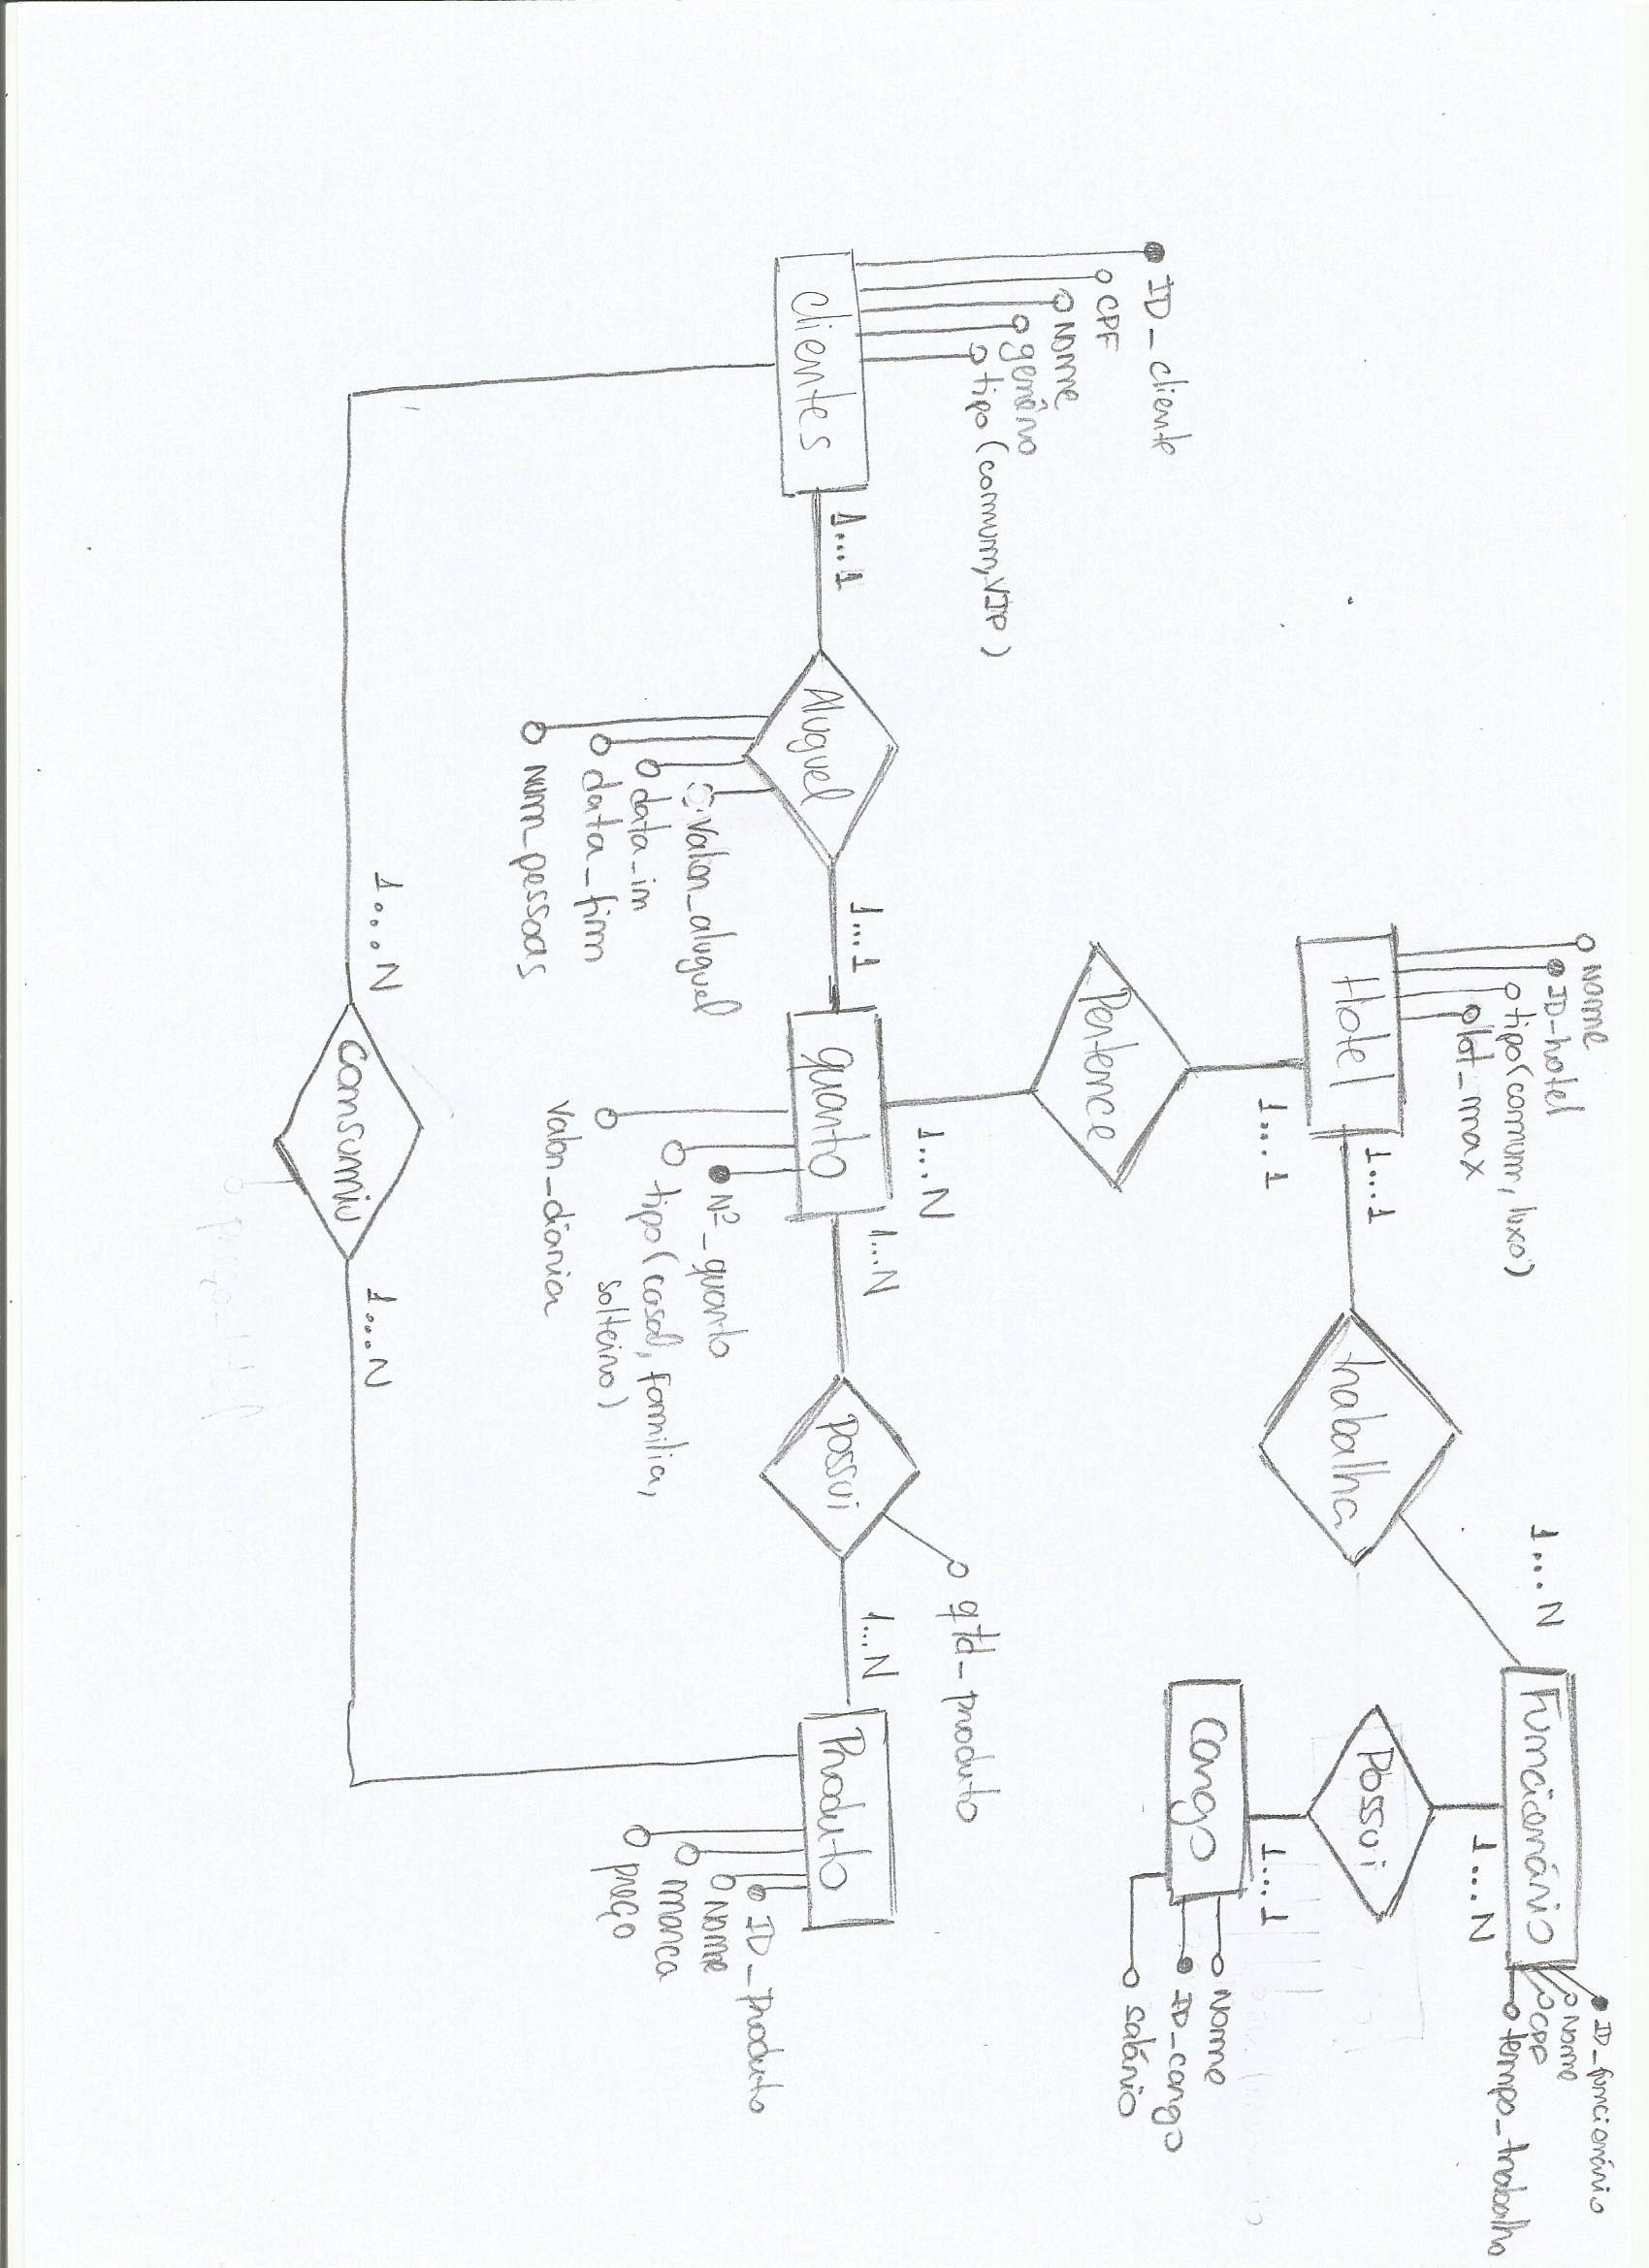 Nome
ID-hotel
tipo(comum, luxo)
lot_max
Hotel
1...1
trabalha
1...N
Funcionário
ID_funcionário
Nome
CPF
tempo_trabalho
1...N
Possui
1...1
Cargo
Nome
ID_cargo
salário
1...1
Pertence
1...N
ID_cliente
CPF
Nome
genêro
tipo(comum,VIP)
Clientes
1...1
Aluguel
valor_aluguel
data_in
data_fim
num_pessoas
1...1
quarto
Nº_quarto
tipo(casal, familia,
solteiro)
valor_diaria
1...N
Possui
qtd_produto
1...N
Produto
ID_Produto
Nome
marca
preço
1...N
Consumiu
1...N